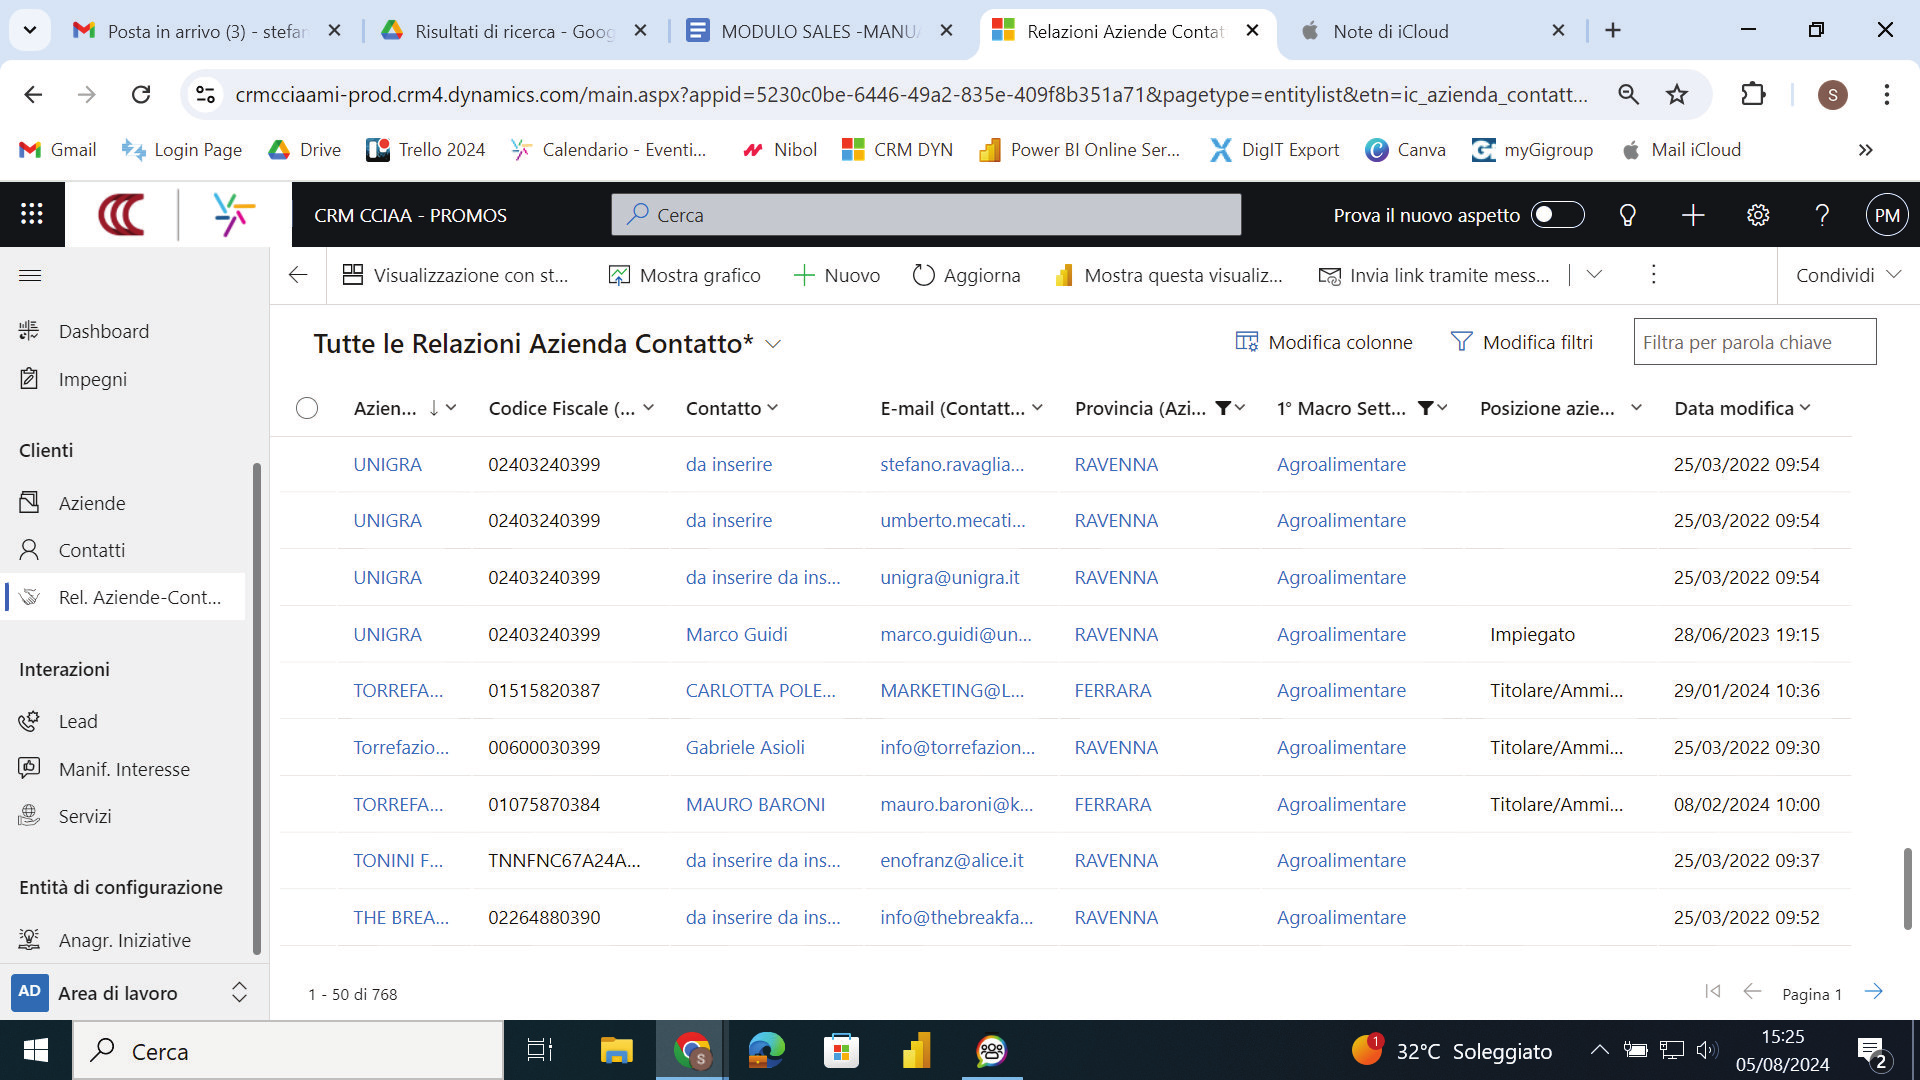 Posta in arrivo (3) - stefan
Risultati di ricerca - Goog
MODULO SALES -MANUA
Relazioni Aziende Contat
Note di iCloud
crmcciaami-prod.crm4.dynamics.com/main.aspx?appid=5230c0be-6446-49a2-835e-409f8b351a71&pagetype=entitylist&etn=ic_azienda_contatt...
S
Gmail
Login Page
Drive
Trello 2024
Calendario - Eventi...
Nibol
CRM DYN
Power BI Online Ser...
DigIT Export
Canva
myGigroup
Mail iCloud
CRM CCIAA - PROMOS
Cerca
Prova il nuovo aspetto
PM
Visualizzazione con st...
Mostra grafico
Nuovo
Aggiorna
Mostra questa visualiz...
Invia link tramite mess...
Condividi
Dashboard
Impegni
Clienti
Aziende
Contatti
Rel. Aziende-Cont...
Interazioni
Lead
Manif. Interesse
Servizi
Entità di configurazione
Anagr. Iniziative
AD Area di lavoro
Tutte le Relazioni Azienda Contatto*
Modifica colonne
Modifica filtri
Filtra per parola chiave
Azien... Codice Fiscale (... Contatto E-mail (Contatt... Provincia (Azi... 1° Macro Sett... Posizione azie... Data modifica
UNIGRA 02403240399 da inserire stefano.ravaglia... RAVENNA Agroalimentare 25/03/2022 09:54
UNIGRA 02403240399 da inserire umberto.mecati... RAVENNA Agroalimentare 25/03/2022 09:54
UNIGRA 02403240399 da inserire da ins... unigra@unigra.it RAVENNA Agroalimentare 25/03/2022 09:54
UNIGRA 02403240399 Marco Guidi marco.guidi@un... RAVENNA Agroalimentare Impiegato 28/06/2023 19:15
TORREFA... 01515820387 CARLOTTA POLE... MARKETING@L... FERRARA Agroalimentare Titolare/Ammi... 29/01/2024 10:36
Torrefazio... 00600030399 Gabriele Asioli info@torrefazion... RAVENNA Agroalimentare Titolare/Ammi... 25/03/2022 09:30
TORREFA... 01075870384 MAURO BARONI mauro.baroni@k... FERRARA Agroalimentare Titolare/Ammi... 08/02/2024 10:00
TONINI F... TNNFNC67A24A... da inserire da ins... enofranz@alice.it RAVENNA Agroalimentare 25/03/2022 09:37
THE BREA... 02264880390 da inserire da ins... info@thebreakfa... RAVENNA Agroalimentare 25/03/2022 09:52
1 - 50 di 768
Pagina 1
Cerca
S
1
32°C Soleggiato
15:25
05/08/2024
2